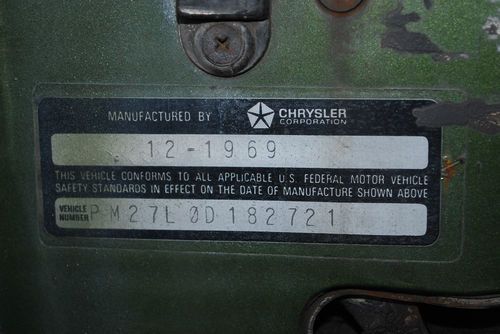 MANUFACTURED BY CHRYSLER CORPORATION
12-1969
THIS VEHICLE CONFORMS TO ALL APPLICABLE U.S. FEDERAL MOTOR VEHICLE
SAFETY STANDARDS IN EFFECT ON THE DATE OF MANUFACTURE SHOWN ABOVE
VEHICLE NUMBER PM27L0D182721